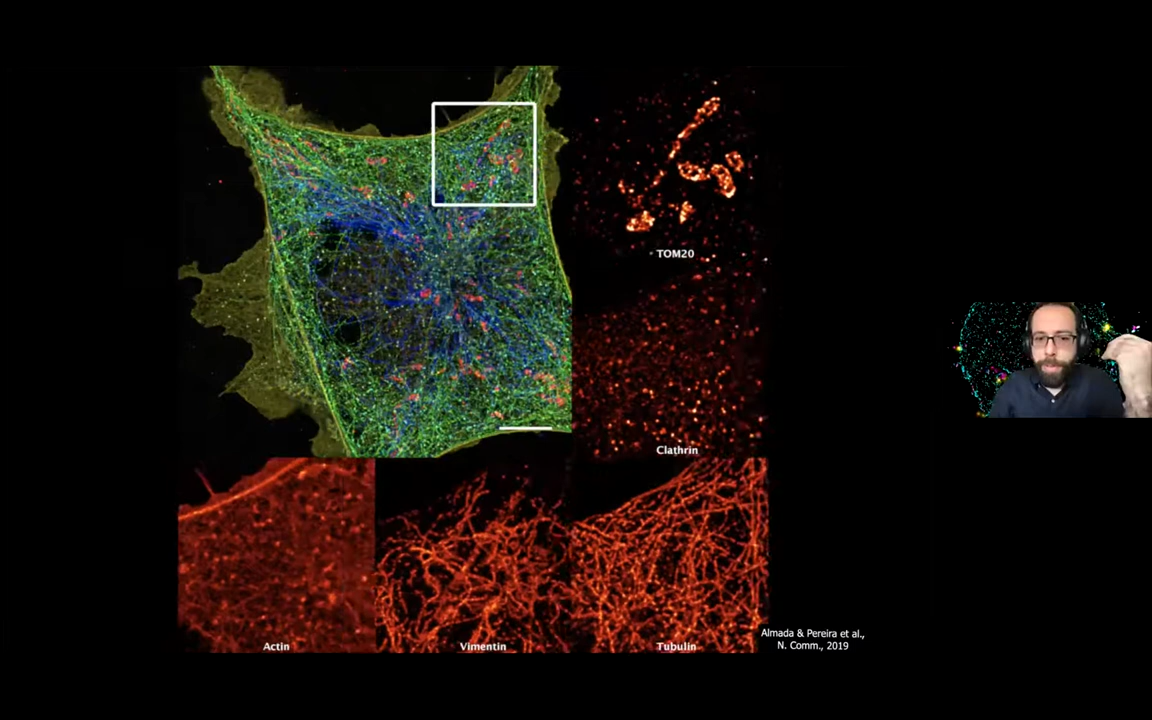 TOM20
Clathrin
Actin
Vimentin
Tubulin
Almada & Pereira et al.,
N. Comm., 2019